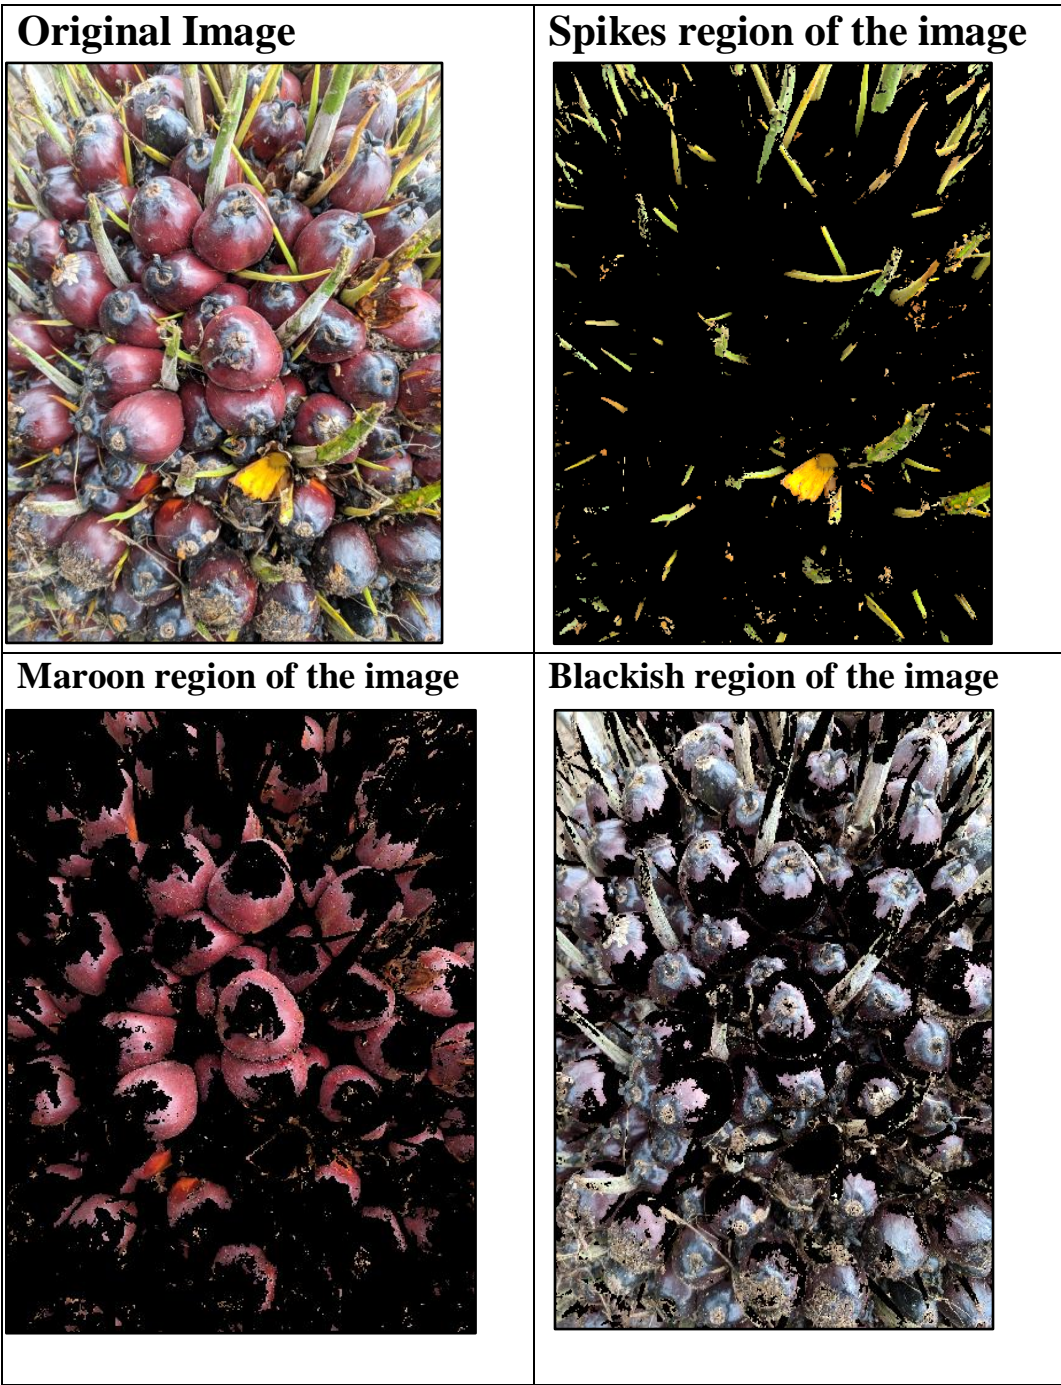 Original Image
Spikes region of the image
Maroon region of the image
Blackish region of the image